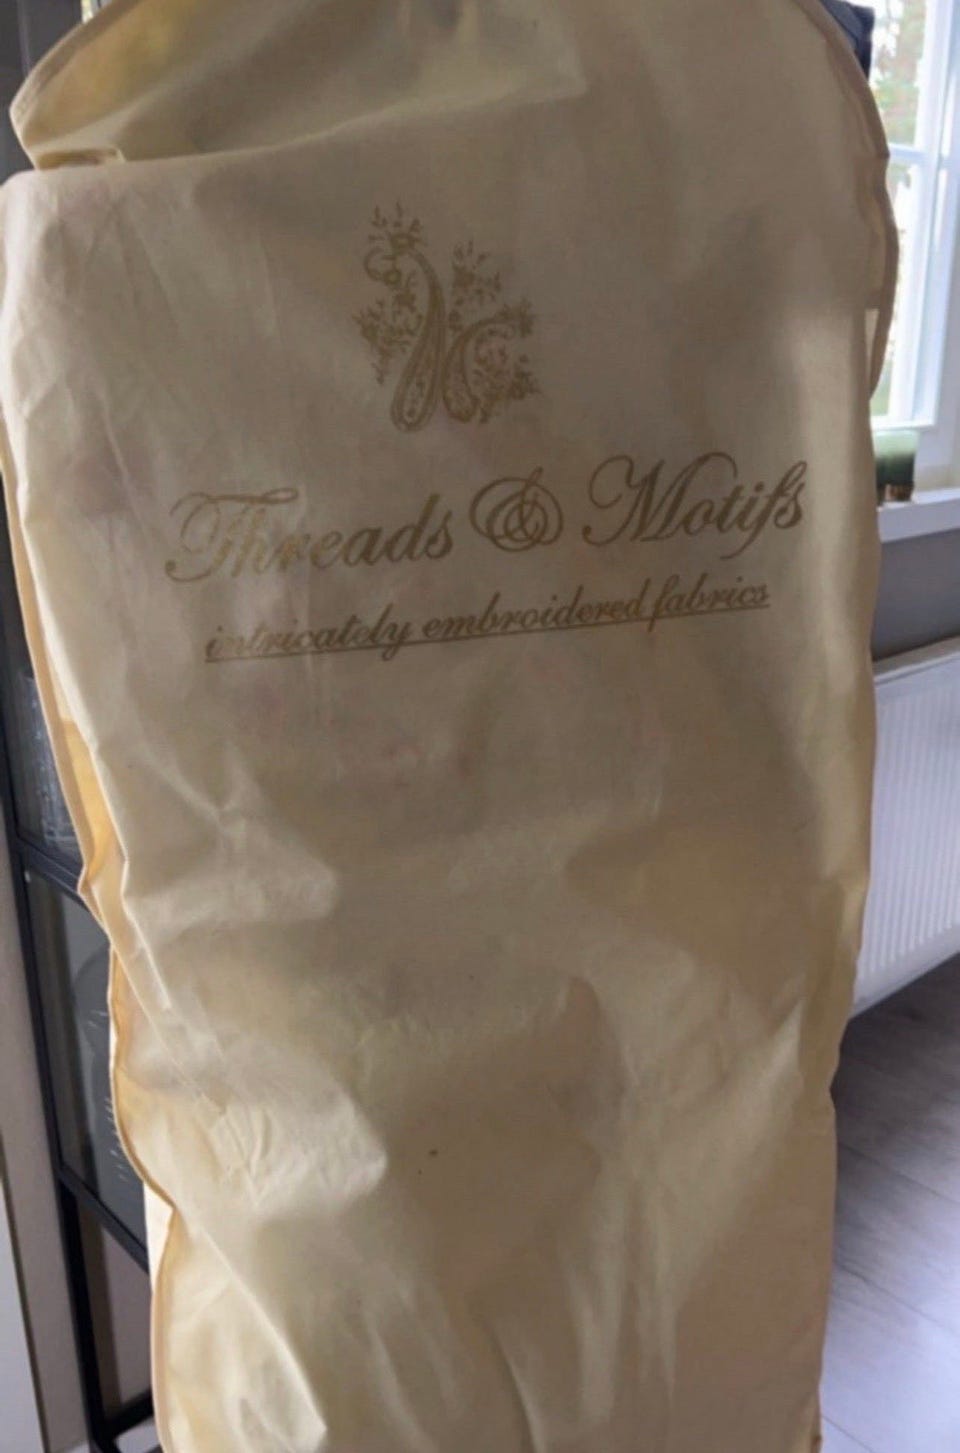 Threads & Motifs
intricately embroidered fabrics